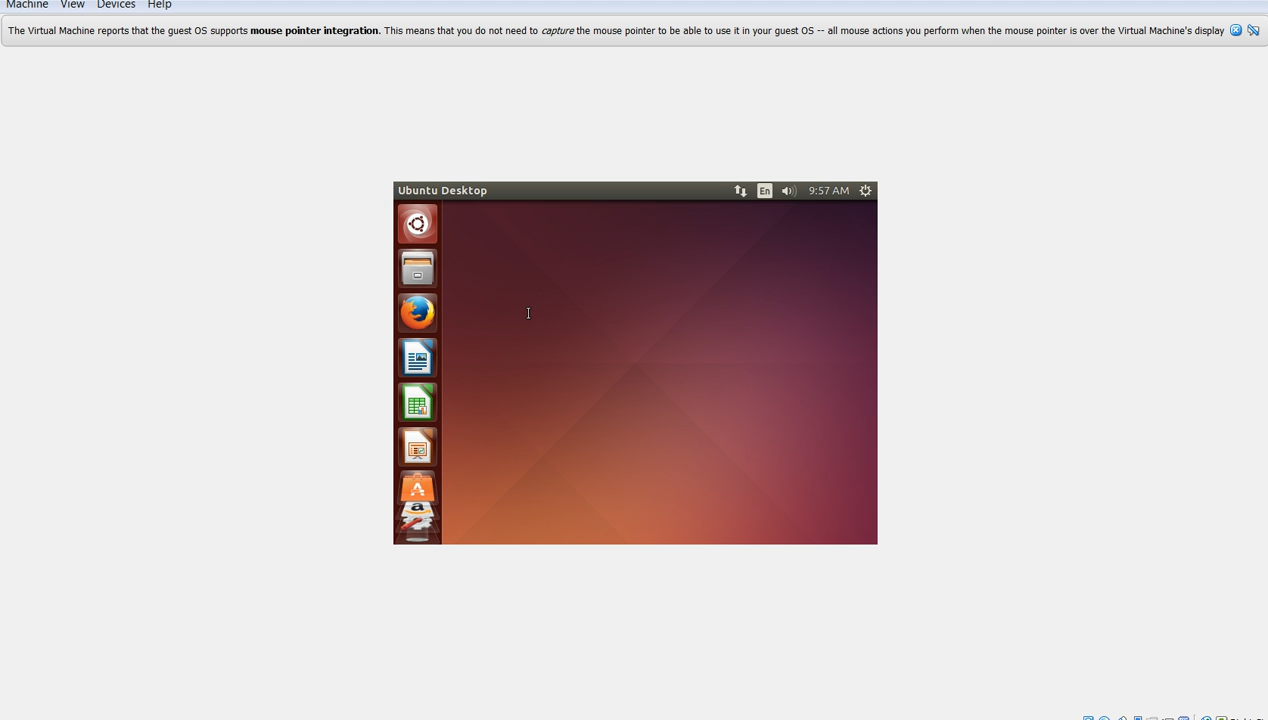 Machine View Devices Help
The Virtual Machine reports that the guest OS supports mouse pointer integration. This means that you do not need to capture the mouse pointer to be able to use it in your guest OS -- all mouse actions you perform when the mouse pointer is over the Virtual Machine's display
Ubuntu Desktop En 9:57 AM
A
a